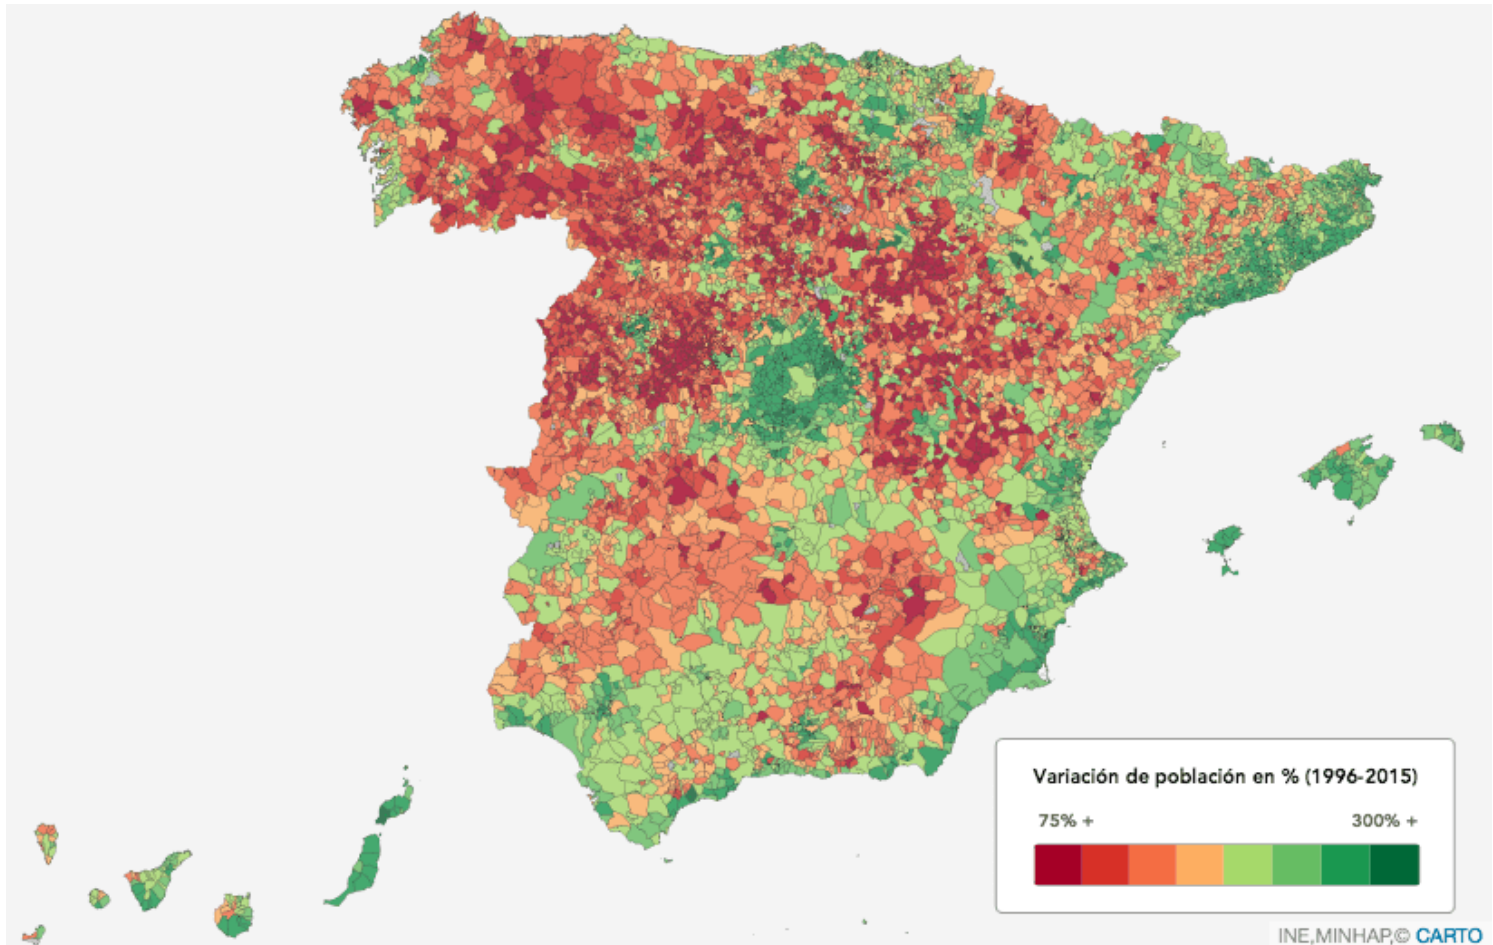 Variación de población en % (1996-2015)
75% + 300% +
INE,MINHAP,© CARTO